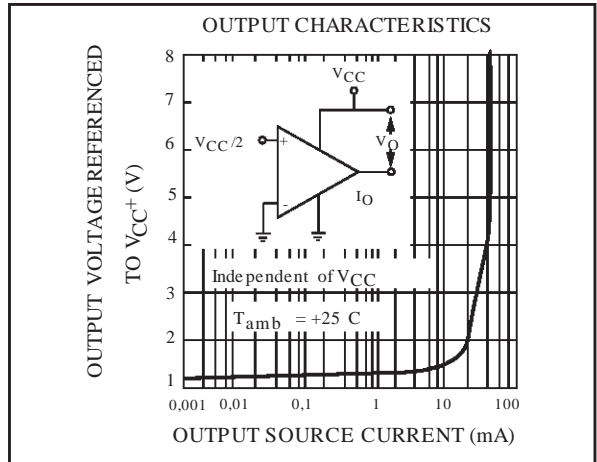 OUTPUT CHARACTERISTICS
OUTPUT VOLTAGE REFERENCED
TO VCC+ (V)
8
7
6
5
4
3
2
1
VCC
VCC/2
+
-
VO
IO
Independent of VCC
Tamb = +25 C
0,001 0,01 0,1 1 10 100
OUTPUT SOURCE CURRENT (mA)